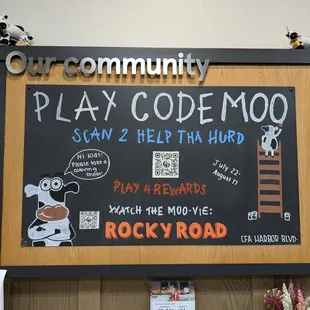 Our community
PLAY CODEMOO
SCAN 2 HELP THA HURD
Hi Kids!
Please take a
coloring
sheet!
July 22-
August 17
PLAY 4 REWARDS
WATCH THE MOO-VIE:
ROCKY ROAD
CFA HARBOR BLVD